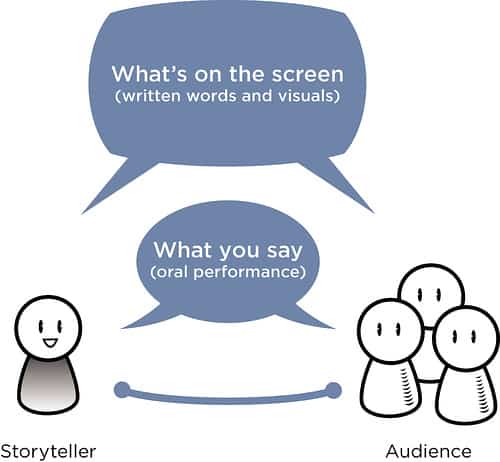 What's on the screen
(written words and visuals)
What you say
(oral performance)
Storyteller
Audience